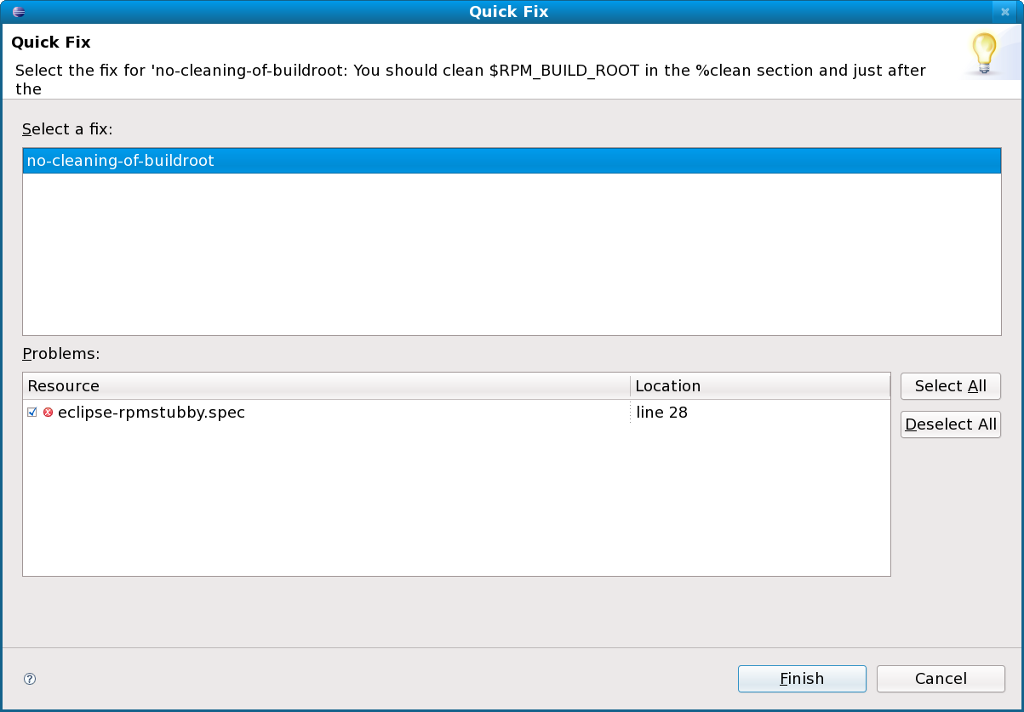 Quick Fix
Quick Fix
Select the fix for 'no-cleaning-of-buildroot: You should clean $RPM_BUILD_ROOT in the %clean section and just after
the
Select a fix:
no-cleaning-of-buildroot
Problems:
Resource Location
eclipse-rpmstubby.spec line 28
Select All
Deselect All
Finish Cancel